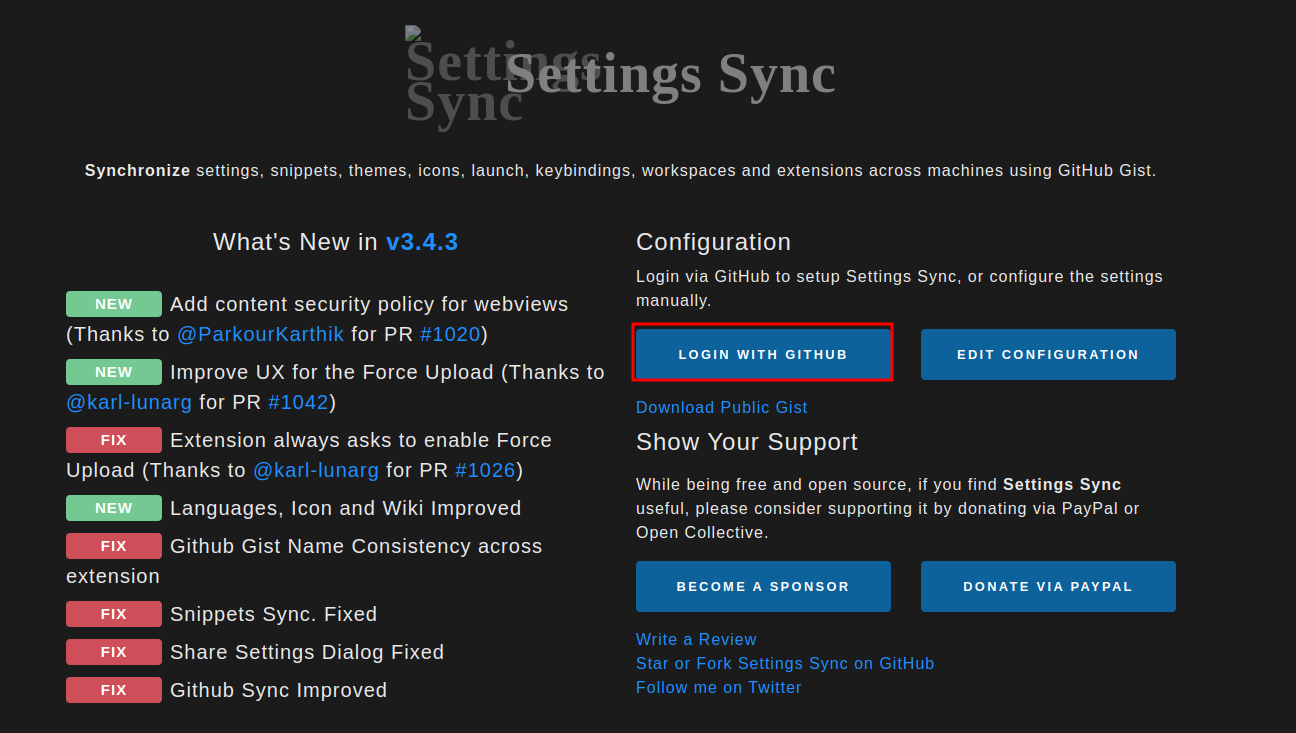 Settings
Sync
Settings Sync
Synchronize settings, snippets, themes, icons, launch, keybindings, workspaces and extensions across machines using GitHub Gist.
What's New in v3.4.3
NEW Add content security policy for webviews
(Thanks to @ParkourKarthik for PR #1020)
NEW Improve UX for the Force Upload (Thanks to
@karl-lunarg for PR #1042)
FIX Extension always asks to enable Force
Upload (Thanks to @karl-lunarg for PR #1026)
NEW Languages, Icon and Wiki Improved
FIX Github Gist Name Consistency across
extension
FIX Snippets Sync. Fixed
FIX Share Settings Dialog Fixed
FIX Github Sync Improved
Configuration
Login via GitHub to setup Settings Sync, or configure the settings
manually.
LOGIN WITH GITHUB
EDIT CONFIGURATION
Download Public Gist
Show Your Support
While being free and open source, if you find Settings Sync
useful, please consider supporting it by donating via PayPal or
Open Collective.
BECOME A SPONSOR
DONATE VIA PAYPAL
Write a Review
Star or Fork Settings Sync on GitHub
Follow me on Twitter